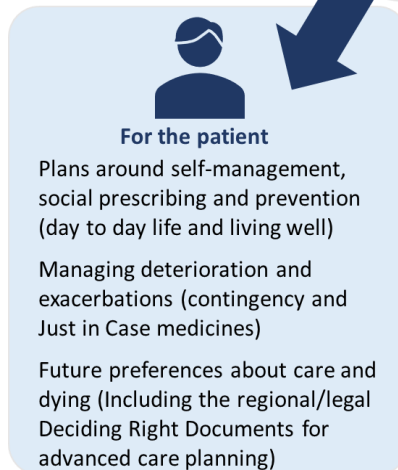 For the patient
Plans around self-management,
social prescribing and prevention
(day to day life and living well)
Managing deterioration and
exacerbations (contingency and
Just in Case medicines)
Future preferences about care and
dying (Including the regional/legal
Deciding Right Documents for
advanced care planning)